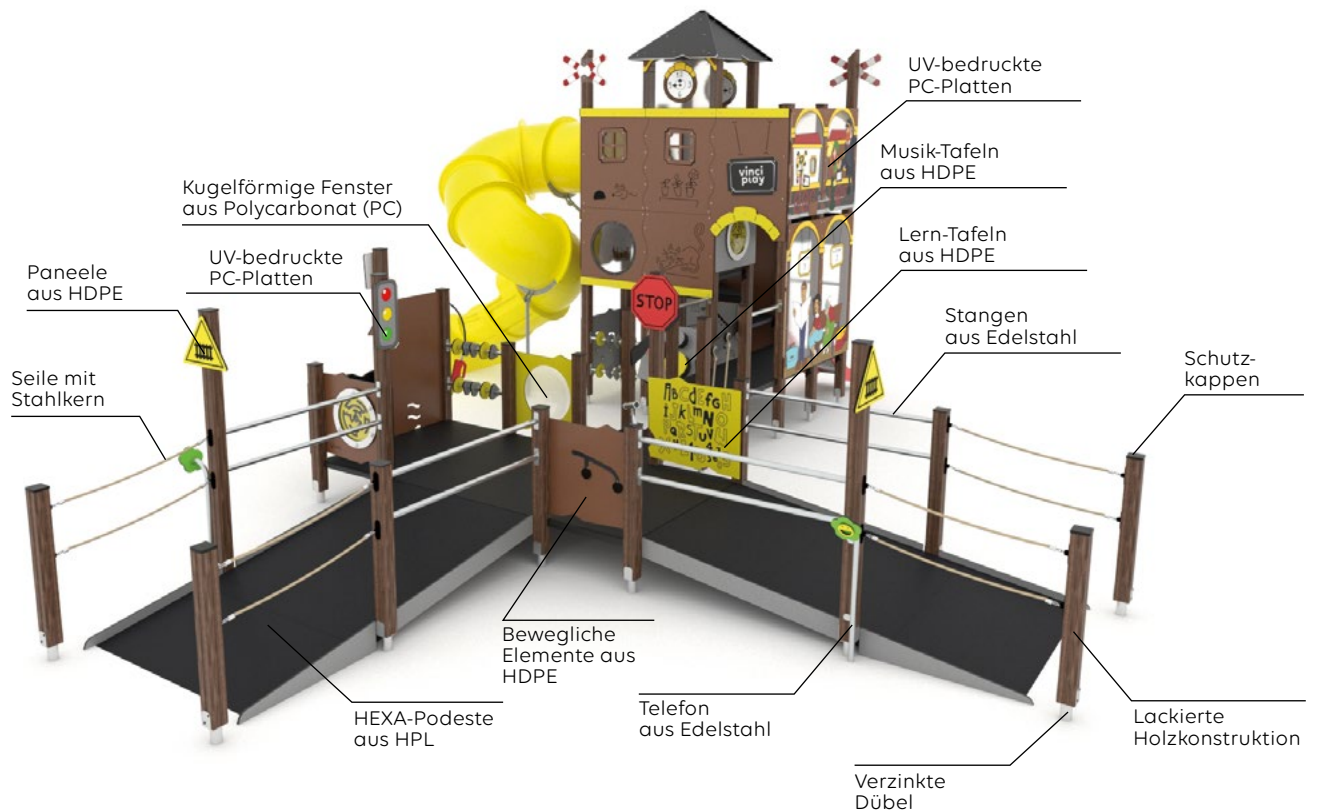 UV-bedruckte
PC-Platten
Musik-Tafeln
aus HDPE
Kugelförmige Fenster
aus Polycarbonat (PC)
vinci
play
Lern-Tafeln
aus HDPE
UV-bedruckte
PC-Platten
Paneele
aus HDPE
STOP
Stangen
aus Edelstahl
Schutz-
kappen
Seile mit
Stahlkern
Bewegliche
Elemente aus
HDPE
HEXA-Podeste
aus HPL
Telefon
aus Edelstahl
Lackierte
Holzkonstruktion
Verzinkte
Dübel